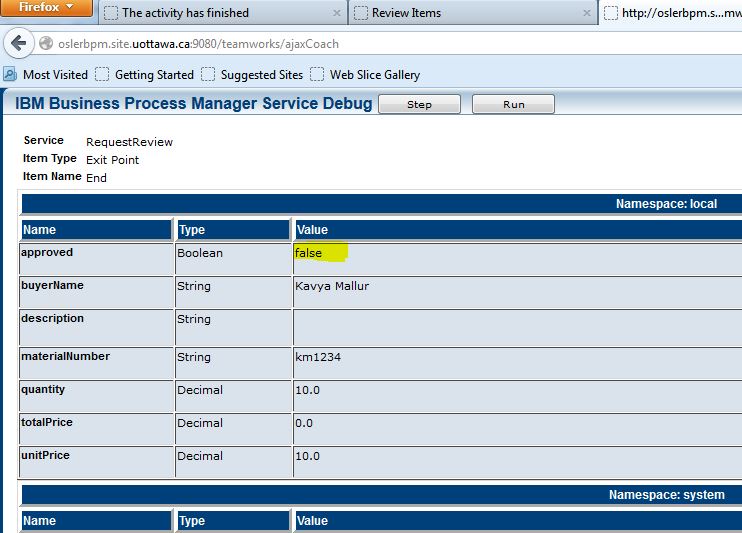 Firefox
The activity has finished
Review Items
http://oslerbpm.s...mw
oslerbpm.site.uottawa.ca:9080/teamworks/ajaxCoach
Most Visited Getting Started Suggested Sites Web Slice Gallery
IBM Business Process Manager Service Debug Step Run
Service RequestReview
Item Type Exit Point
Item Name End
Namespace: local
Name Type Value
approved Boolean false
buyerName String Kavya Mallur
description String
materialNumber String km1234
quantity Decimal 10.0
totalPrice Decimal 0.0
unitPrice Decimal 10.0
Namespace: system
Name Type Value